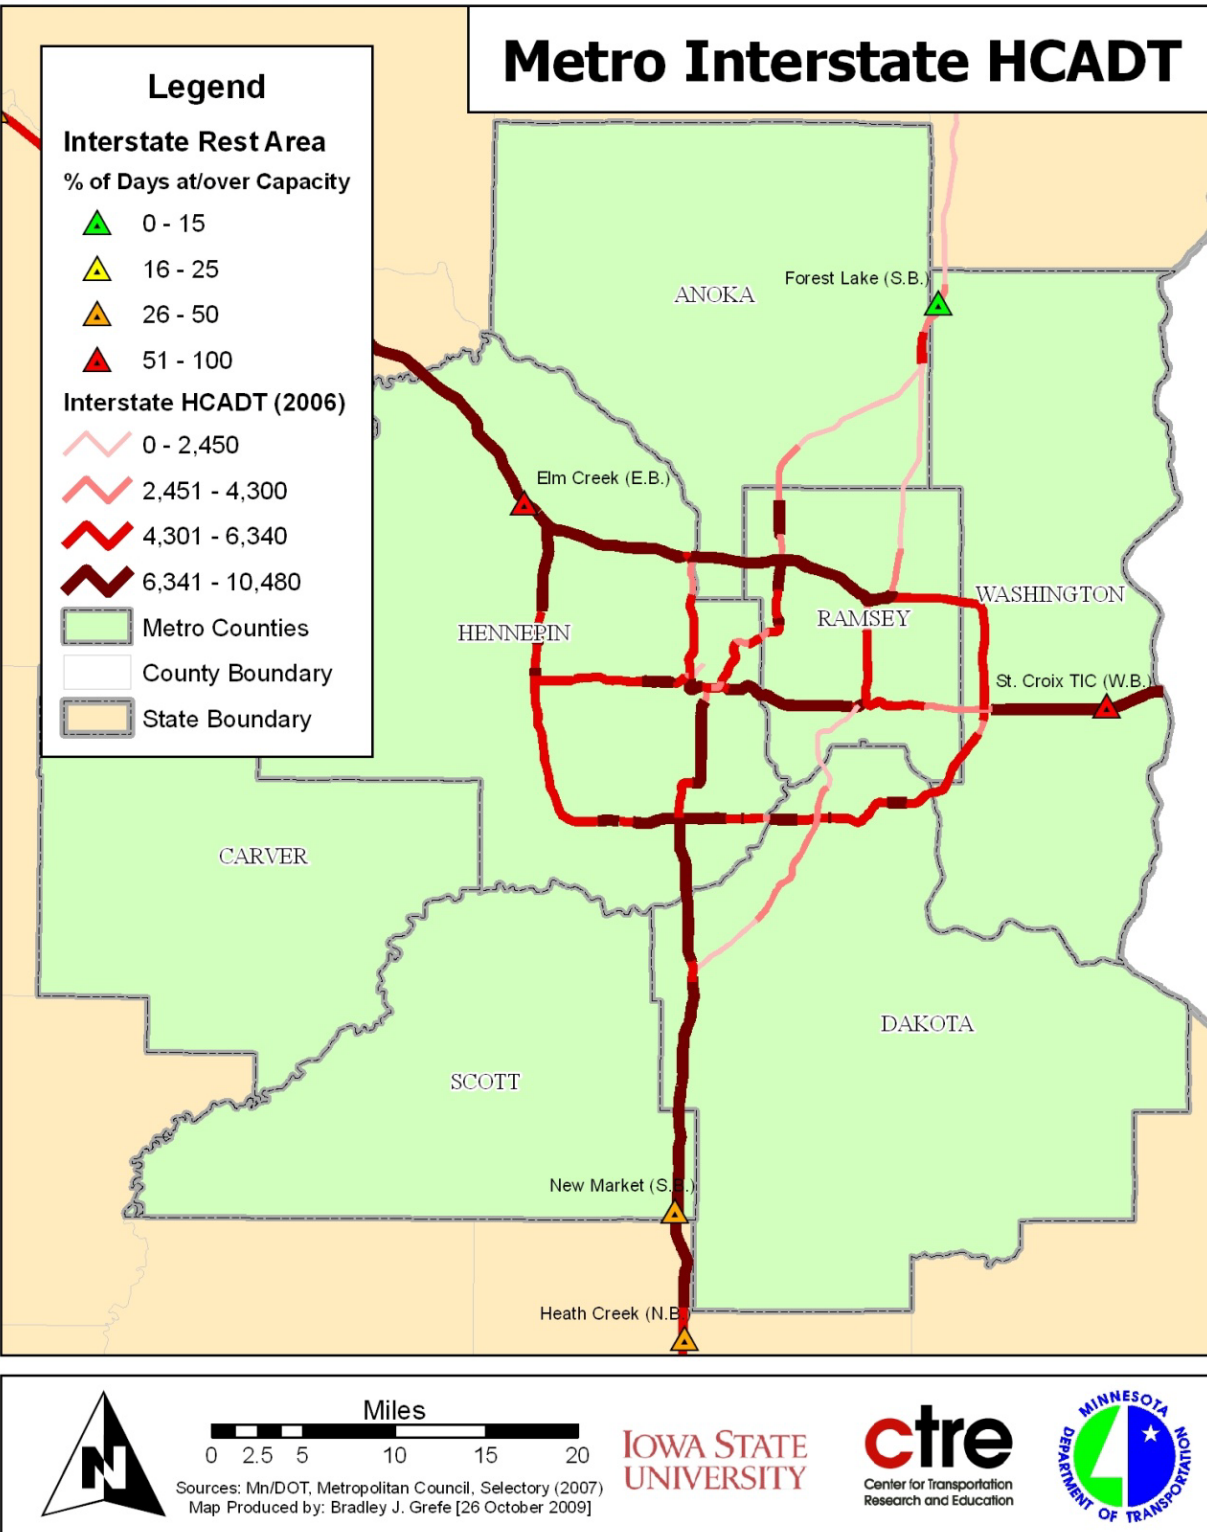 Metro Interstate HCADT
Legend
Interstate Rest Area
% of Days at/over Capacity
0 - 15
16 - 25
26 - 50
51 - 100
Interstate HCADT (2006)
0 - 2,450
2,451 - 4,300
4,301 - 6,340
6,341 - 10,480
Metro Counties
County Boundary
State Boundary
ANOKA
Forest Lake (S.B.)
Elm Creek (E.B.)
HENNEPIN
RAMSEY
WASHINGTON
St. Croix TIC (W.B.)
CARVER
SCOTT
DAKOTA
New Market (S.B.)
Heath Creek (N.B.)
N
Miles
0 2.5 5 10 15 20
Sources: Mn/DOT, Metropolitan Council, Selectory (2007)
Map Produced by: Bradley J. Grefe [26 October 2009]
IOWA STATE
UNIVERSITY
ctre
Center for Transportation
Research and Education
MINNESOTA
DEPARTMENT OF TRANSPORTATION